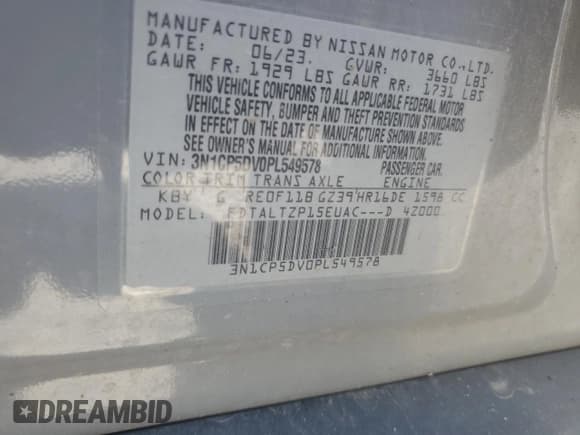 MANUFACTURED BY NISSAN MOTOR CO.,LTD.
DATE: 06/23. GVWR: 3660 LBS
GAWR FR: 1929 LBS GAWR RR: 1731 LBS
THIS VEHICLE CONFORMS TO ALL APPLICABLE FEDERAL MOTOR
VEHICLE SAFETY, BUMPER AND THEFT PREVENTION STANDARDS
IN EFFECT ON THE DATE OF MANUFACTURE SHOWN ABOVE.
SEE OWNER'S MANUAL FOR ADDITIONAL INFORMATION.
VIN: 3N1CP5DV0PL549578 PASSENGER CAR.
COLOR TRIM TRANS AXLE ENGINE
KBY G RE0F11B GZ39 HR16DE 1598 CC
MODEL: FDTALTZP15EUAC---D 4Z000
3N1CP5DV0PL549578
DREAMBID